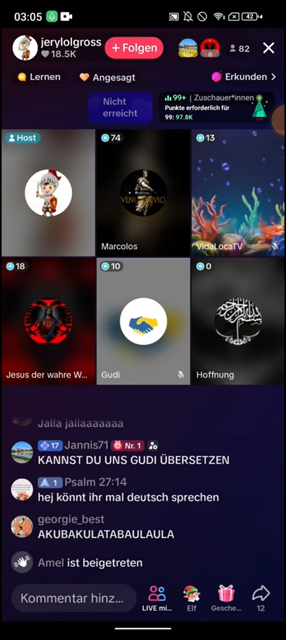 03:05
42
jerylolgross
18.5K
+ Folgen
82
Lernen
Angesagt
Erkunden
Nicht
erreicht
99+ | Zuschauer*innen
Punkte erforderlich für
99: 97.8K
Host
74
13
Marcolos
VidaLocaTV
18
10
0
Jesus der wahre W...
Gudi
Hoffnung
Jalla jallaaaaaaa
17 Jannis71 Nr. 1
KANNST DU UNS GUDI ÜBERSETZEN
1 Psalm 27:14
hej könnt ihr mal deutsch sprechen
georgie_best
AKUBAKULATABAULAULA
Amel ist beigetreten
Kommentar hinz...
LIVE mi...
Elf
Gesche...
12